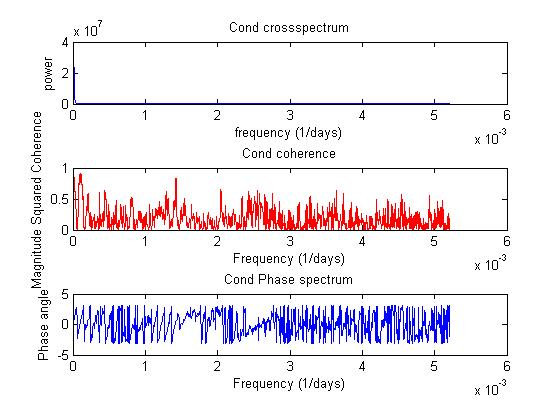 Cond crossspectrum
x 10^7
4
2
0
power
0 1 2 3 4 5 6
frequency (1/days)
x 10^-3
Cond coherence
1
0.5
0
Magnitude Squared Coherence
0 1 2 3 4 5 6
Frequency (1/days)
x 10^-3
Cond Phase spectrum
5
0
-5
Phase angle
0 1 2 3 4 5 6
Frequency (1/days)
x 10^-3